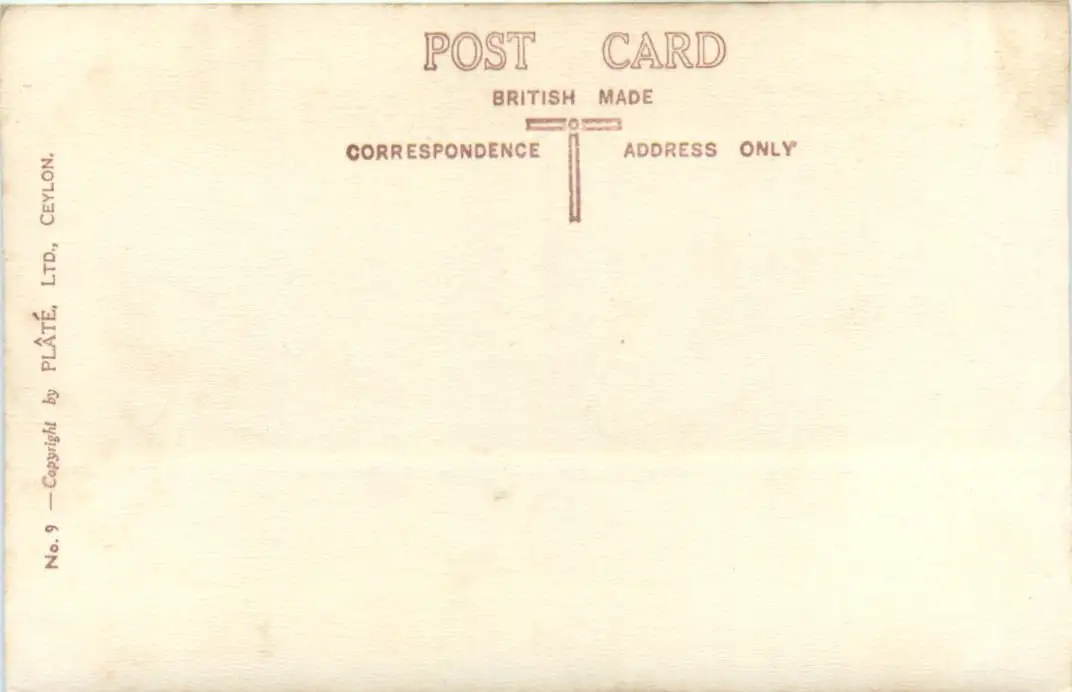 POST CARD
BRITISH MADE
CORRESPONDENCE ADDRESS ONLY
No. 9 — Copyright by PLÂTÉ, LTD., CEYLON.